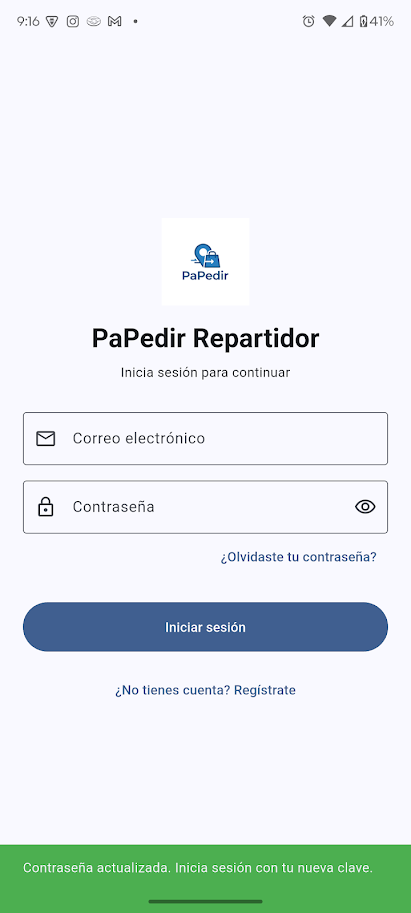 9:16
41%
PaPedir
PaPedir Repartidor
Inicia sesión para continuar
Correo electrónico
Contraseña
¿Olvidaste tu contraseña?
Iniciar sesión
¿No tienes cuenta? Regístrate
Contraseña actualizada. Inicia sesión con tu nueva clave.